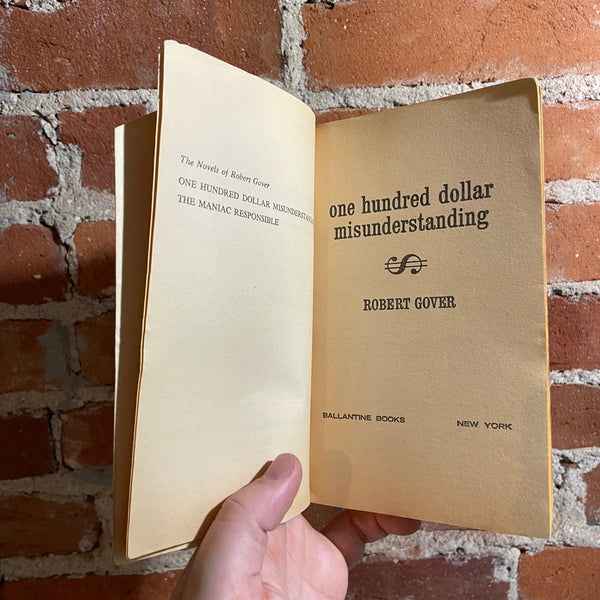 The Novels of Robert Gover
ONE HUNDRED DOLLAR
THE MANIAC RESPONSIBLE
one hundred dollar
misunderstanding
$
ROBERT GOVER
BALLANTINE BOOKS NEW YORK